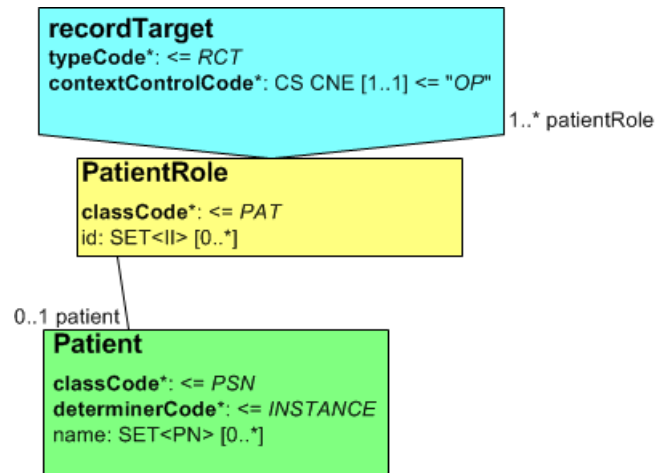 recordTarget
typeCode*: <= RCT
contextControlCode*: CS CNE [1..1] <= "OP"
1..* patientRole
PatientRole
classCode*: <= PAT
id: SET<II> [0..*]
0..1 patient
Patient
classCode*: <= PSN
determinerCode*: <= INSTANCE
name: SET<PN> [0..*]